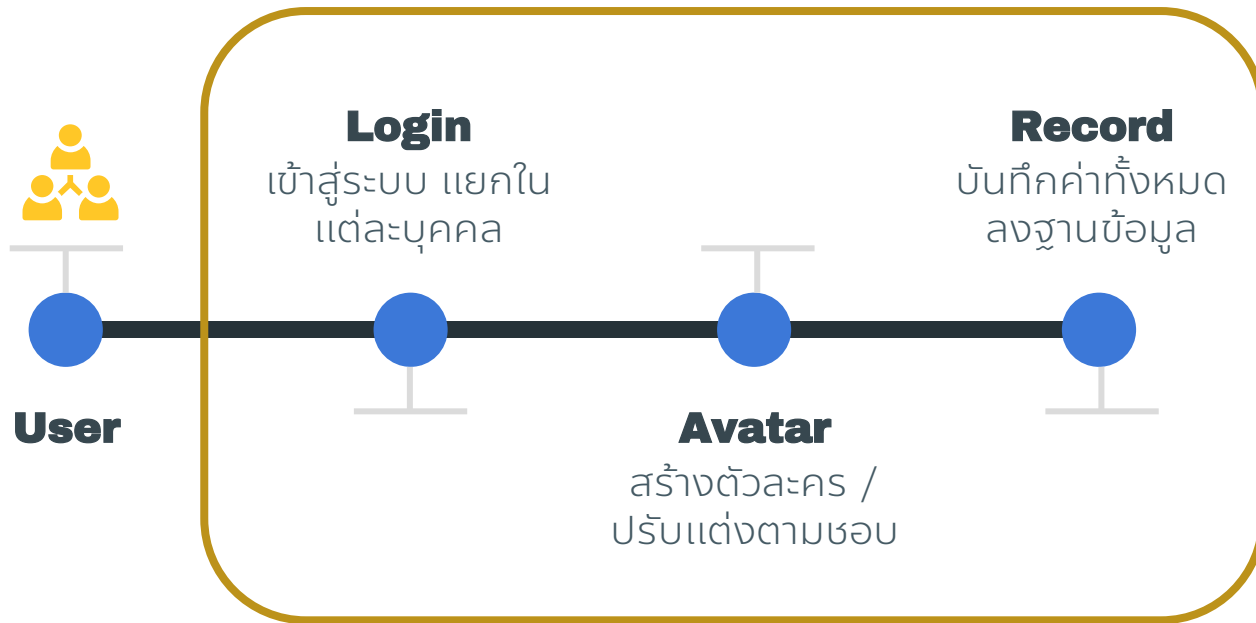 User
Login
เข้าสู่ระบบ แยกใน
แต่ละบุคคล
Avatar
สร้างตัวละคร /
ปรับแต่งตามชอบ
Record
บันทึกค่าทั้งหมด
ลงฐานข้อมูล